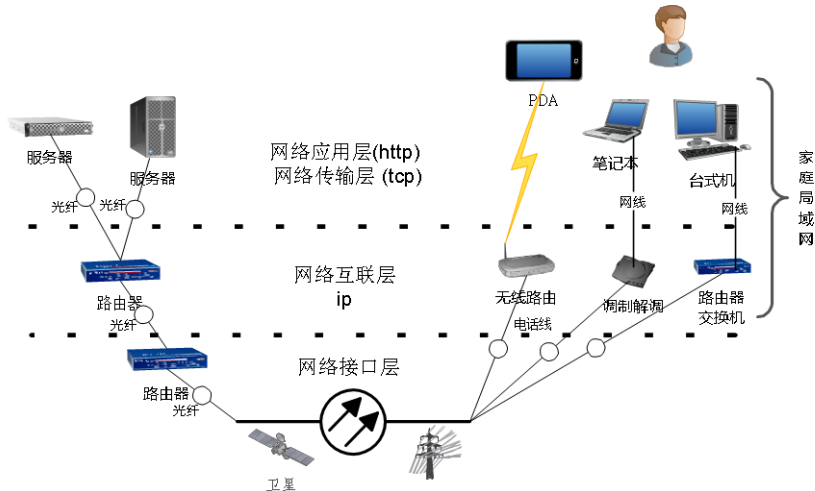 PDA
服务器
服务器
网络应用层(http)
网络传输层 (tcp)
笔记本
台式机
家庭局域网
光纤
光纤
网线
网线
路由器
网络互联层
ip
无线路由
调制解调
路由器
交换机
光纤
电话线
路由器
网络接口层
光纤
卫星